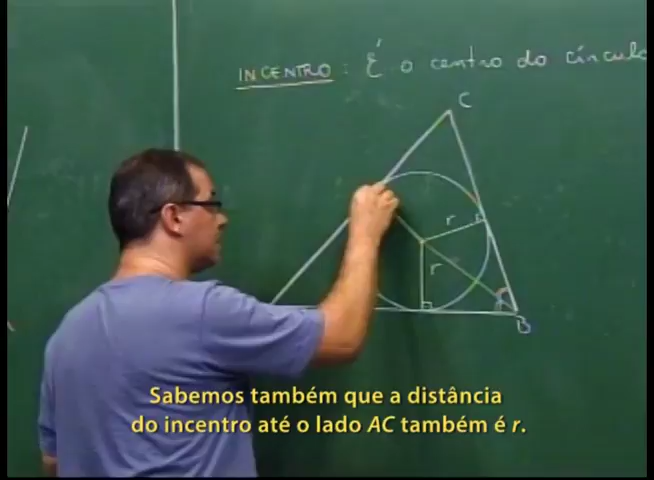 INCENTRO : É o centro do círculo
C
r
r
B
Sabemos também que a distância
do incentro até o lado AC também é r.